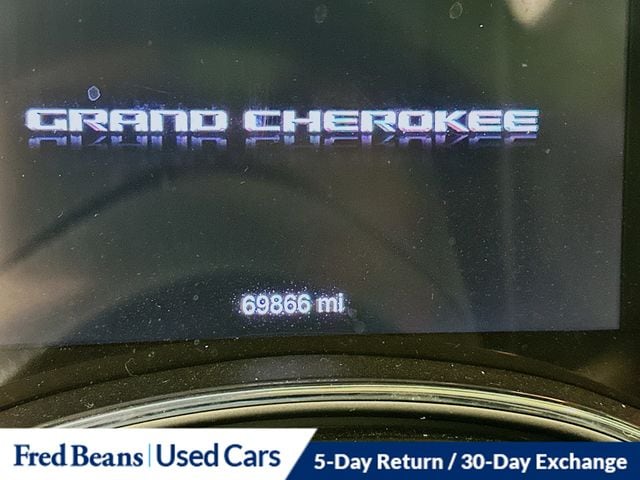 GRAND CHEROKEE
69866 mi
Fred Beans | Used Cars 5-Day Return / 30-Day Exchange